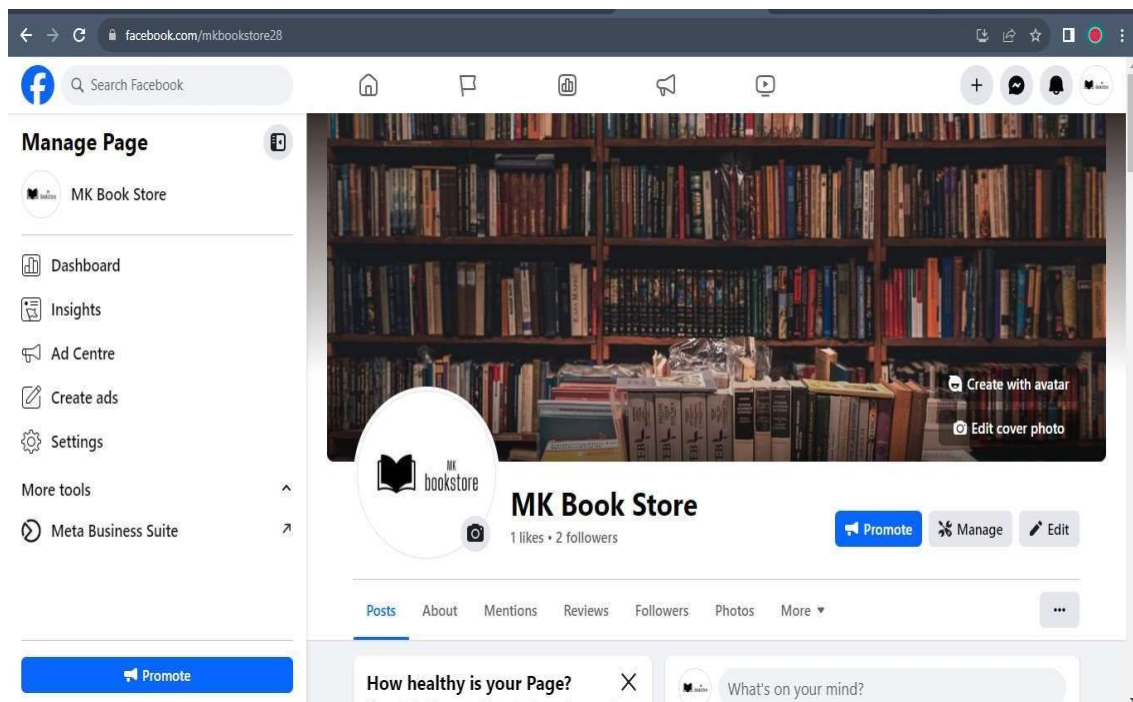 facebook.com/mkbookstore28
Search Facebook
Manage Page
MK Book Store
Dashboard
Insights
Ad Centre
Create ads
Settings
More tools
Meta Business Suite
Promote
Create with avatar
Edit cover photo
MK
bookstore
MK Book Store
1 likes • 2 followers
Promote
Manage
Edit
Posts
About
Mentions
Reviews
Followers
Photos
More
How healthy is your Page?
What's on your mind?